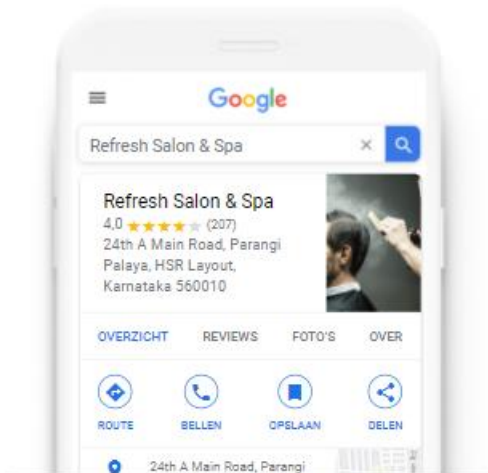 Google
Refresh Salon & Spa
Refresh Salon & Spa
4,0 (207)
24th A Main Road, Parangi
Palaya, HSR Layout,
Karnataka 560010
OVERZICHT REVIEWS FOTO'S OVER
ROUTE BELLEN OPSLAAN DELEN
24th A Main Road, Parangi